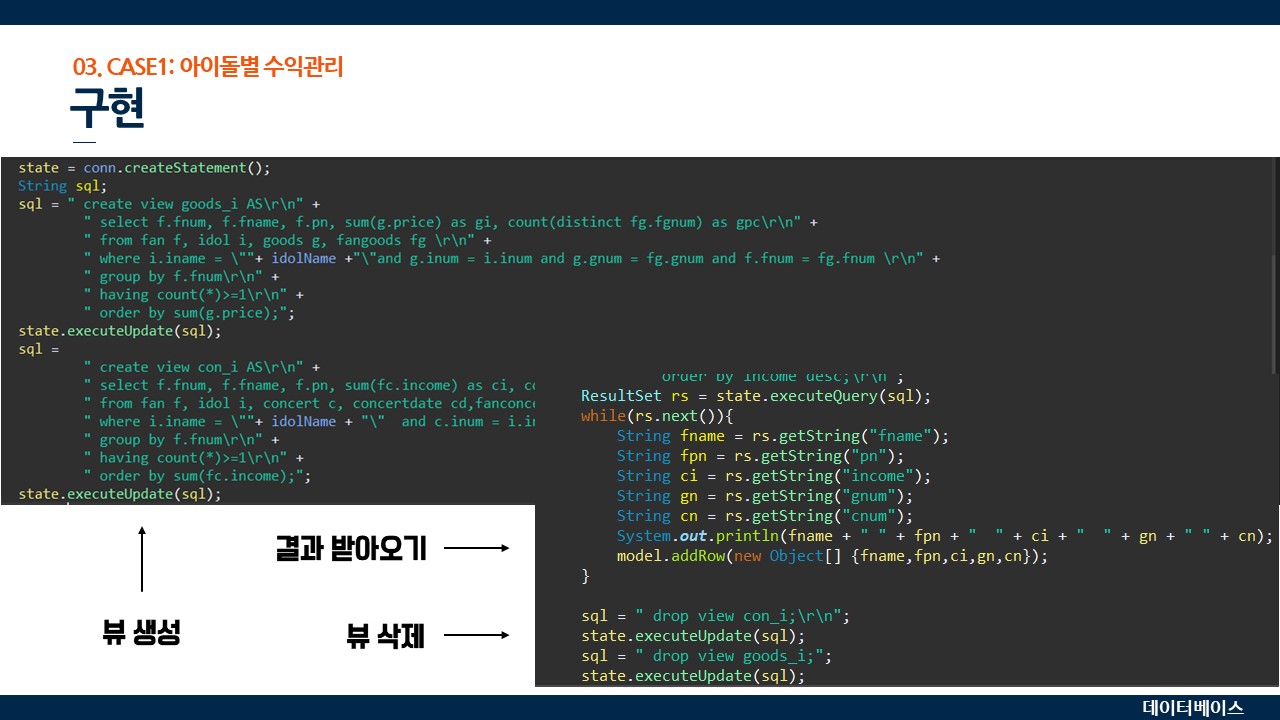 03. CASE1: 아이돌별 수익관리
구현
state = conn.createStatement();
String sql;
sql = " create view goods_i AS\r\n" +
" select f.fnum, f.fname, f.pn, sum(g.price) as gi, count(distinct fg.fgnum) as gpc\r\n" +
" from fan f, idol i, goods g, fangoods fg \r\n" +
" where i.iname = \""+ idolName +"\"and g.inum = i.inum and g.gnum = fg.gnum and f.fnum = fg.fnum \r\n" +
" group by f.fnum\r\n" +
" having count(*)>=1\r\n" +
" order by sum(g.price);";
state.executeUpdate(sql);
sql =
" create view con_i AS\r\n" +
" select f.fnum, f.fname, f.pn, sum(fc.income) as ci,
" from fan f, idol i, concert c, concertdate cd,fanconc
" where i.iname = \""+ idolName + "\"  and c.inum = i.i
" group by f.fnum\r\n" +
" having count(*)>=1\r\n" +
" order by sum(fc.income);";
state.executeUpdate(sql);
order by income desc;\r\n";
ResultSet rs = state.executeQuery(sql);
while(rs.next()){
String fname = rs.getString("fname");
String fpn = rs.getString("pn");
String ci = rs.getString("income");
String gn = rs.getString("gnum");
String cn = rs.getString("cnum");
System.out.println(fname + " " + fpn + "  " + ci + "  " + gn + " " + cn);
model.addRow(new Object[] {fname,fpn,ci,gn,cn});
}
sql = " drop view con_i;\r\n";
state.executeUpdate(sql);
sql = " drop view goods_i;";
state.executeUpdate(sql);
결과 받아오기
뷰 생성
뷰 삭제
데이터베이스